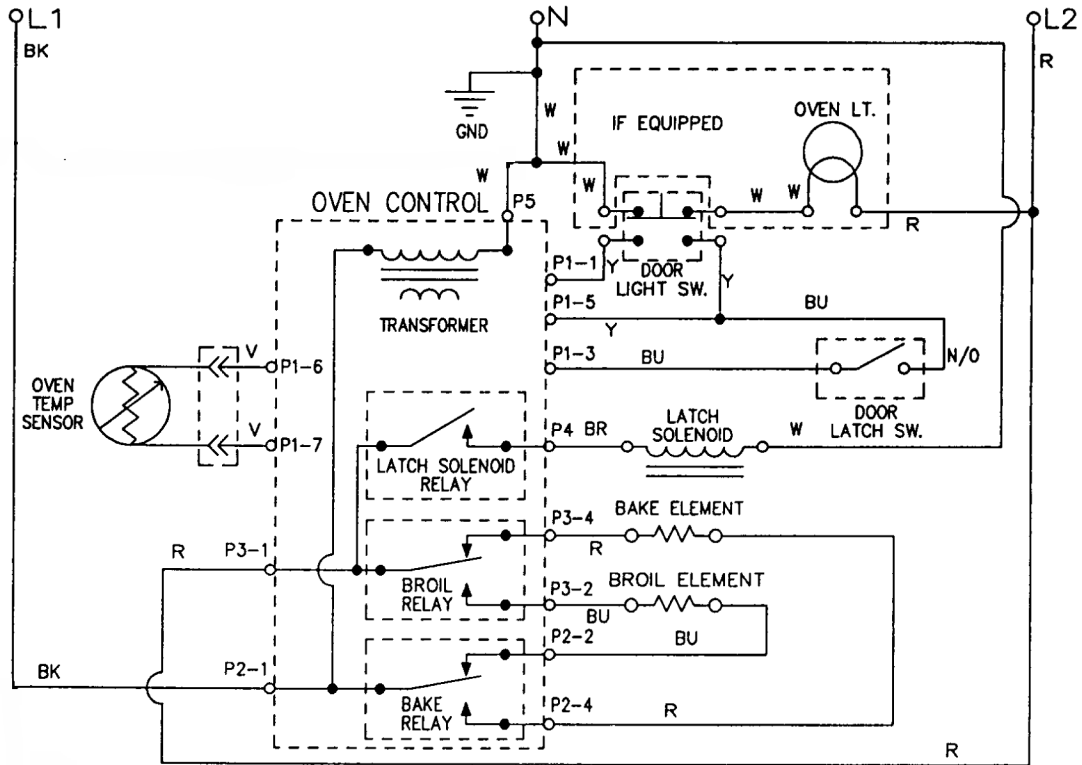 L1
N
L2
BK
R
W
GND
IF EQUIPPED
OVEN LT.
W
W
W
W
W
R
OVEN CONTROL
P5
P1-1
Y
DOOR
LIGHT SW.
Y
TRANSFORMER
P1-5
Y
BU
P1-3
BU
N/O
DOOR
LATCH SW.
OVEN
TEMP
SENSOR
V
P1-6
V
P1-7
LATCH SOLENOID
RELAY
P4
BR
LATCH
SOLENOID
W
R
P3-1
BROIL
RELAY
P3-4
R
BAKE ELEMENT
P3-2
BU
BROIL ELEMENT
BU
P2-2
BK
P2-1
BAKE
RELAY
P2-4
R
R